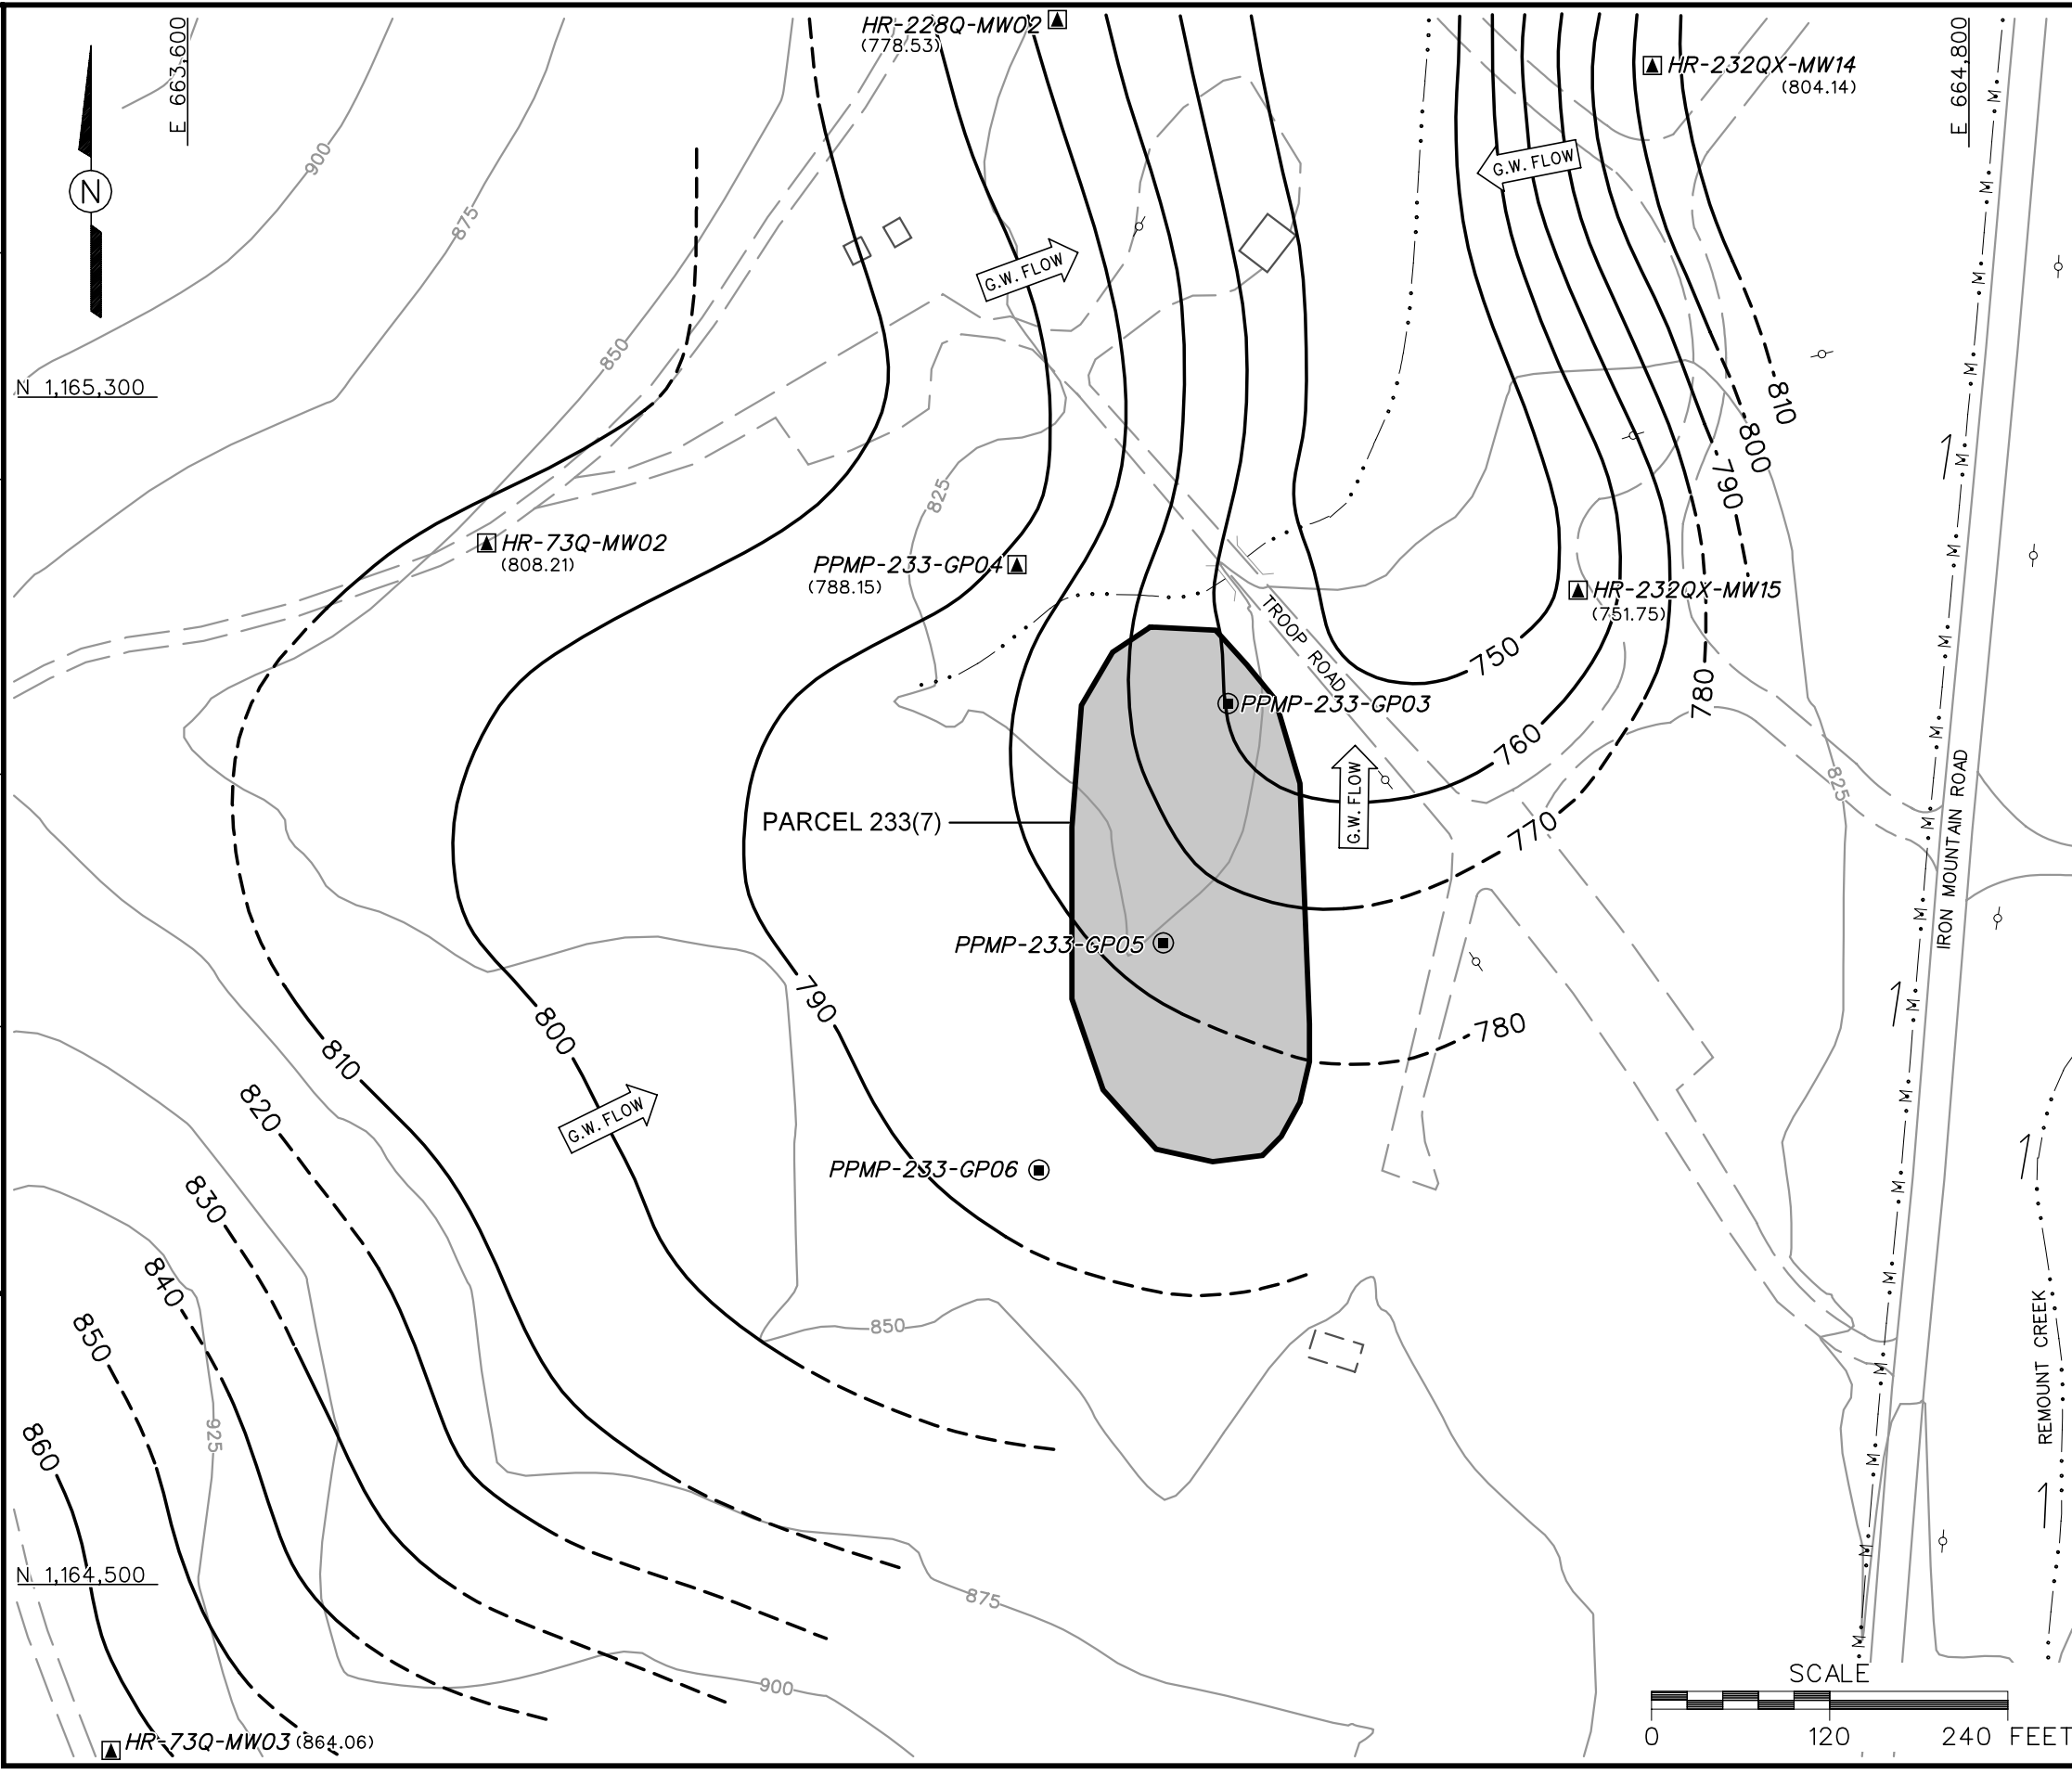 E 663,600
HR-228Q-MW02
(778.53)
E 664,800
HR-232QX-MW14
(804.14)
N
900
875
850
G.W. FLOW
G.W. FLOW
N 1,165,300
810
800
790
825
HR-73Q-MW02
(808.21)
PPMP-233-GP04
(788.15)
HR-232QX-MW15
(751.75)
TROOP ROAD
750
780
PPMP-233-GP03
760
G.W. FLOW
825
IRON MOUNTAIN ROAD
PARCEL 233(7)
770
PPMP-233-GP05
790
780
800
810
820
G.W. FLOW
PPMP-233-GP06
830
840
850
850
860
925
REMOUNT CREEK
N 1,164,500
875
900
M M M M M M M M M M M M M M M M M M
SCALE
0 120 240 FEET
HR-73Q-MW03 (864.06)